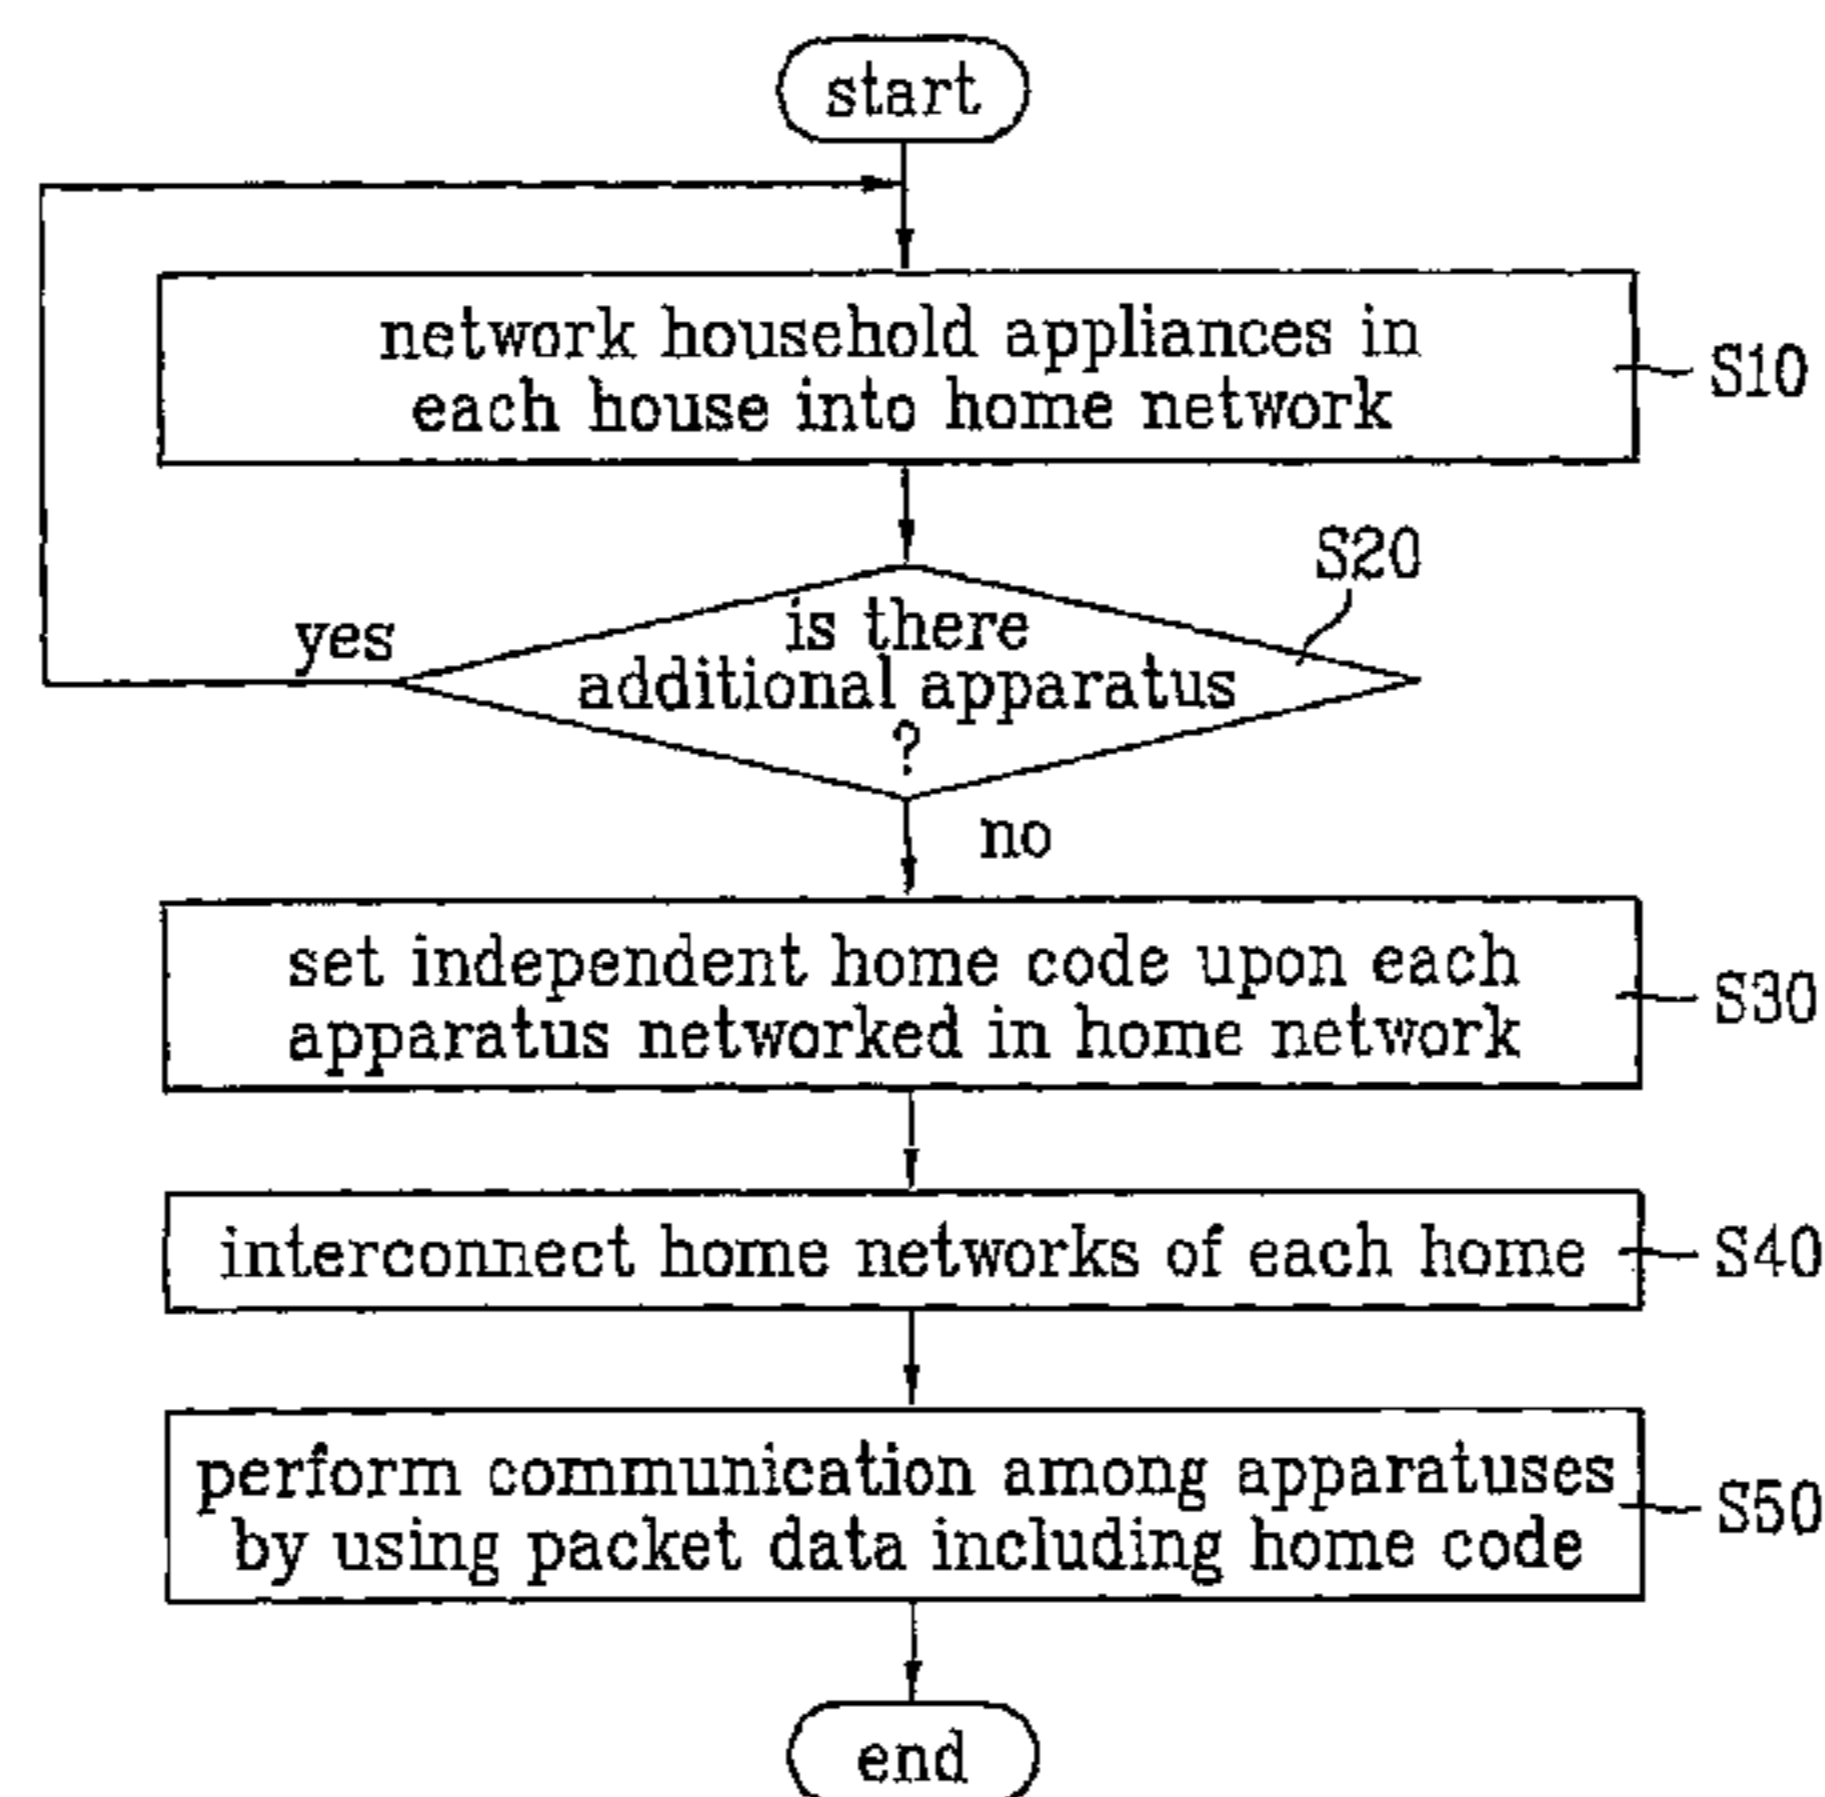 start
network household appliances in
each house into home network
S10
S20
is there
additional apparatus
?
yes
no
set independent home code upon each
apparatus networked in home network
S30
interconnect home networks of each home
S40
perform communication among apparatuses
by using packet data including home code
S50
end